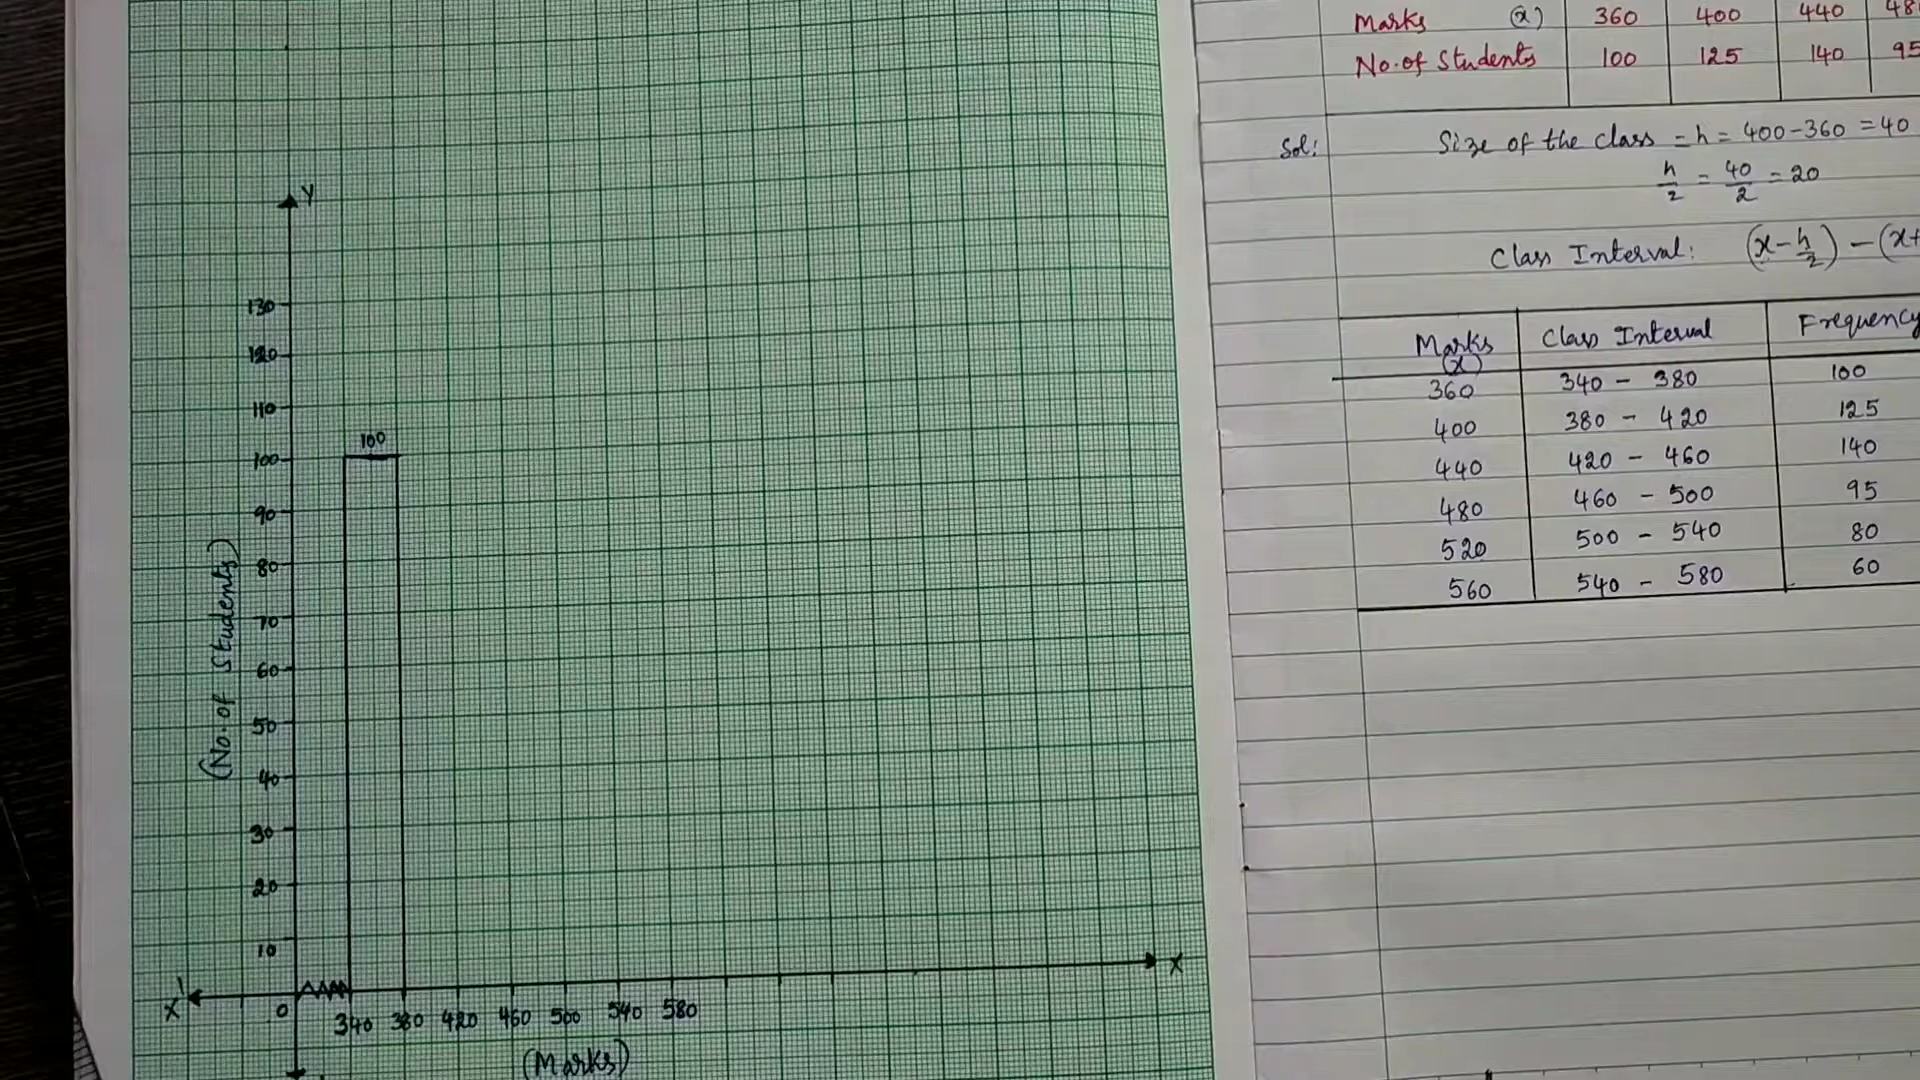 Y
130
120
110
100
100
90
80
70
60
50
40
30
20
10
(No. of Students)
X'
0
X
340 380 420 460 500 540 580
(Marks)
Marks (x) 360 400 440 48
No. of Students 100 125 140 95
Sol: Size of the class = h = 400-360 = 40
h/2 = 40/2 = 20
Class Interval: (x-h/2) - (x+
Marks (x) Class Interval Frequency
360 340 - 380 100
400 380 - 420 125
440 420 - 460 140
480 460 - 500 95
520 500 - 540 80
560 540 - 580 60